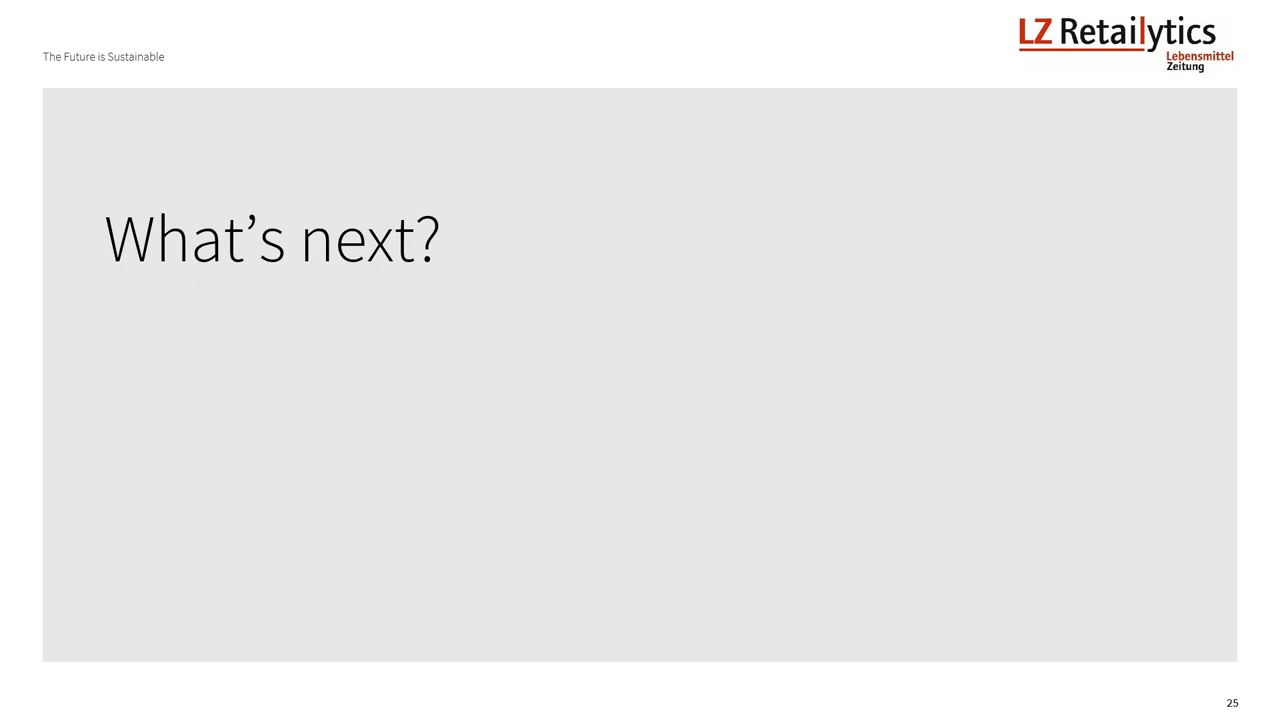 The Future is Sustainable
LZ Retailytics
Lebensmittel
Zeitung
What’s next?
25